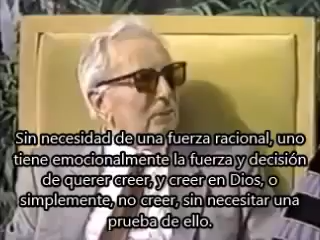 Sin necesidad de una fuerza racional, uno
tiene emocionalmente la fuerza y decisión
de querer creer, y creer en Dios, o
simplemente, no creer, sin necesitar una
prueba de ello.